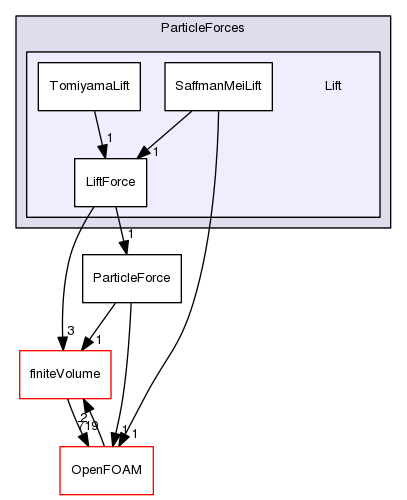 ParticleForces
TomiyamaLift
SaffmanMeiLift
Lift
1
1
LiftForce
1
ParticleForce
3
1
finiteVolume
2
719
1
1
OpenFOAM